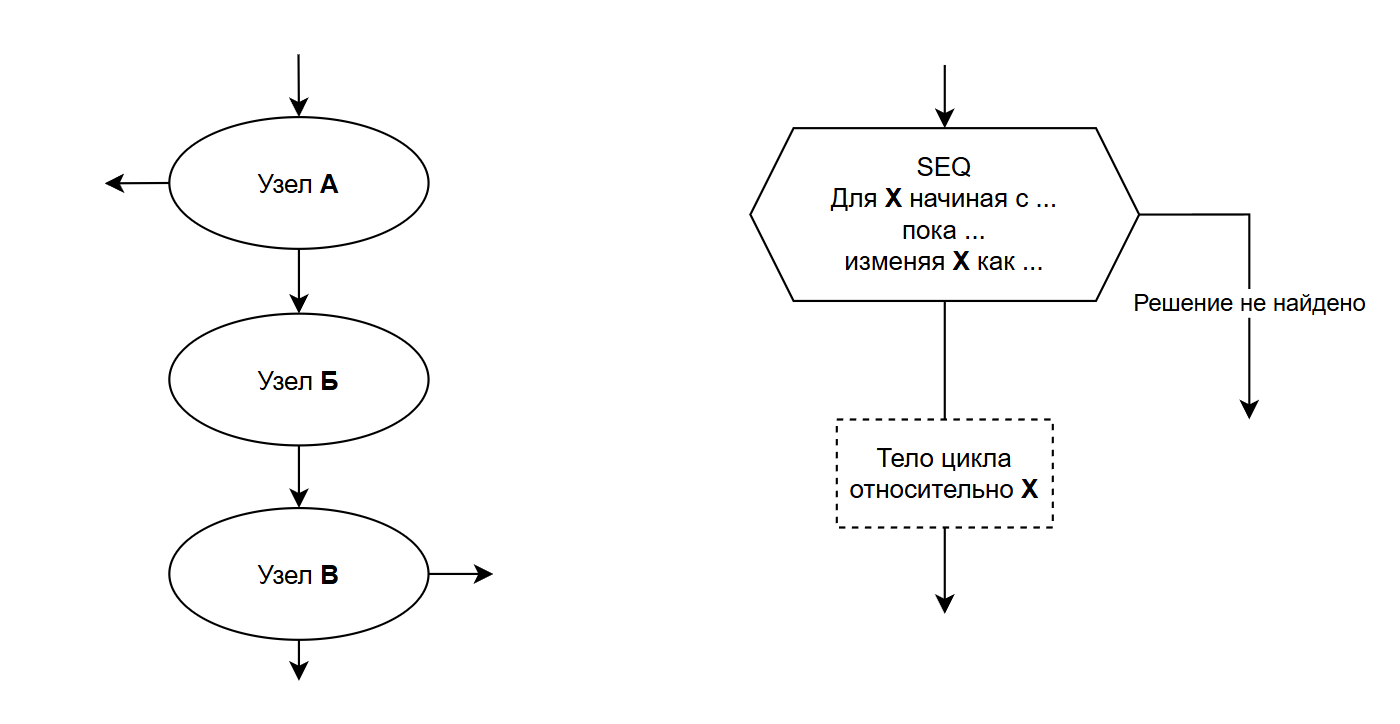 Узел А
Узел Б
Узел В
SEQ
Для X начиная с ...
пока ...
изменяя X как ...
Решение не найдено
Тело цикла
относительно X